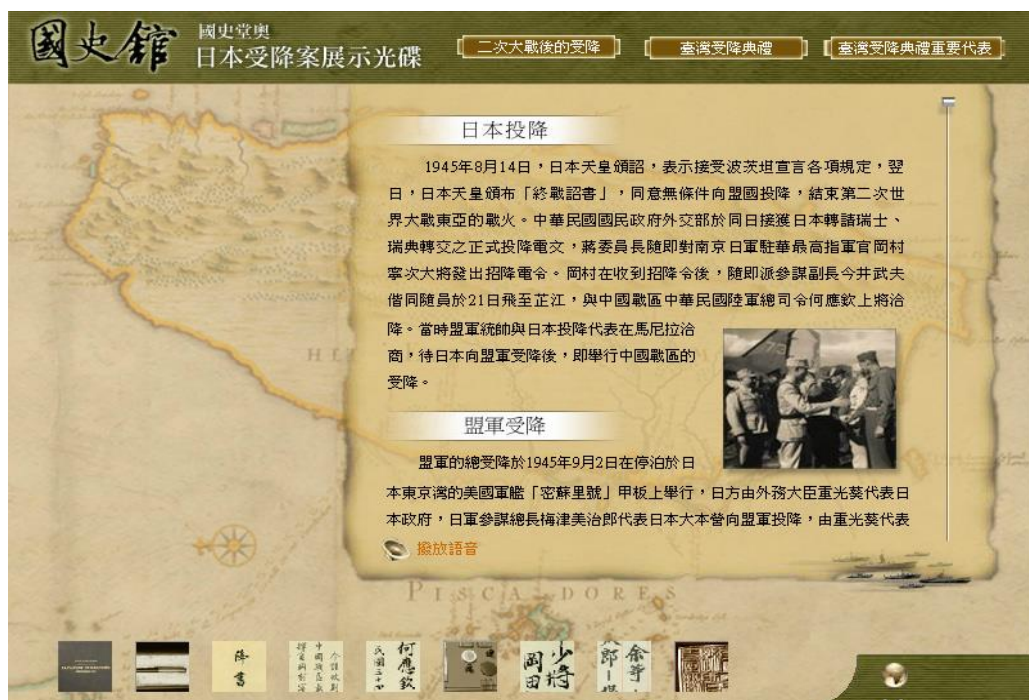 國史館
國史堂奧
日本受降案展示光碟
二次大戰後的受降
臺灣受降典禮
臺灣受降典禮重要代表
日本投降
1945年8月14日，日本天皇頒詔，表示接受波茨坦宣言各項規定，翌
日，日本天皇頒布「終戰詔書」，同意無條件向盟國投降，結束第二次世
界大戰東亞的戰火。中華民國國民政府外交部於同日接獲日本轉請瑞士、
瑞典轉交之正式投降電文，蔣委員長隨即對南京日軍駐華最高指軍官岡村
寧次大將發出招降電令。岡村在收到招降令後，隨即派參謀副長今井武夫
偕同隨員於21日飛至芷江，與中國戰區中華民國陸軍總司令何應欽上將洽
降。當時盟軍統帥與日本投降代表在馬尼拉洽
商，待日本向盟軍受降後，即舉行中國戰區的
受降。
盟軍受降
盟軍的總受降於1945年9月2日在停泊於日
本東京灣的美國軍艦「密蘇里號」甲板上舉行，日方由外務大臣重光葵代表日
本政府，日軍參謀總長梅津美治郎代表日本大本營向盟軍投降，由重光葵代表
撥放語音
PISCADORES
降書
何應欽
民國三十
少將
岡田